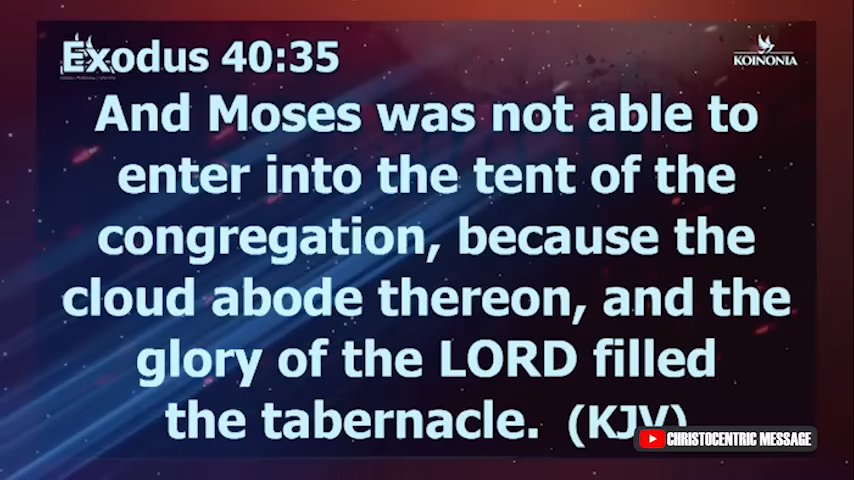 Exodus 40:35
KOINONIA
And Moses was not able to
enter into the tent of the
congregation, because the
cloud abode thereon, and the
glory of the LORD filled
the tabernacle. (KJV)
CHRISTOCENTRIC MESSAGE